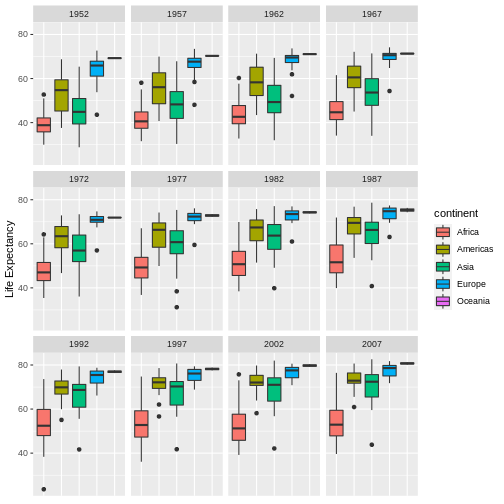 1952 1957 1962 1967
80
60
40
1972 1977 1982 1987
80
60
40
1992 1997 2002 2007
80
60
40
Life Expectancy
continent
Africa
Americas
Asia
Europe
Oceania